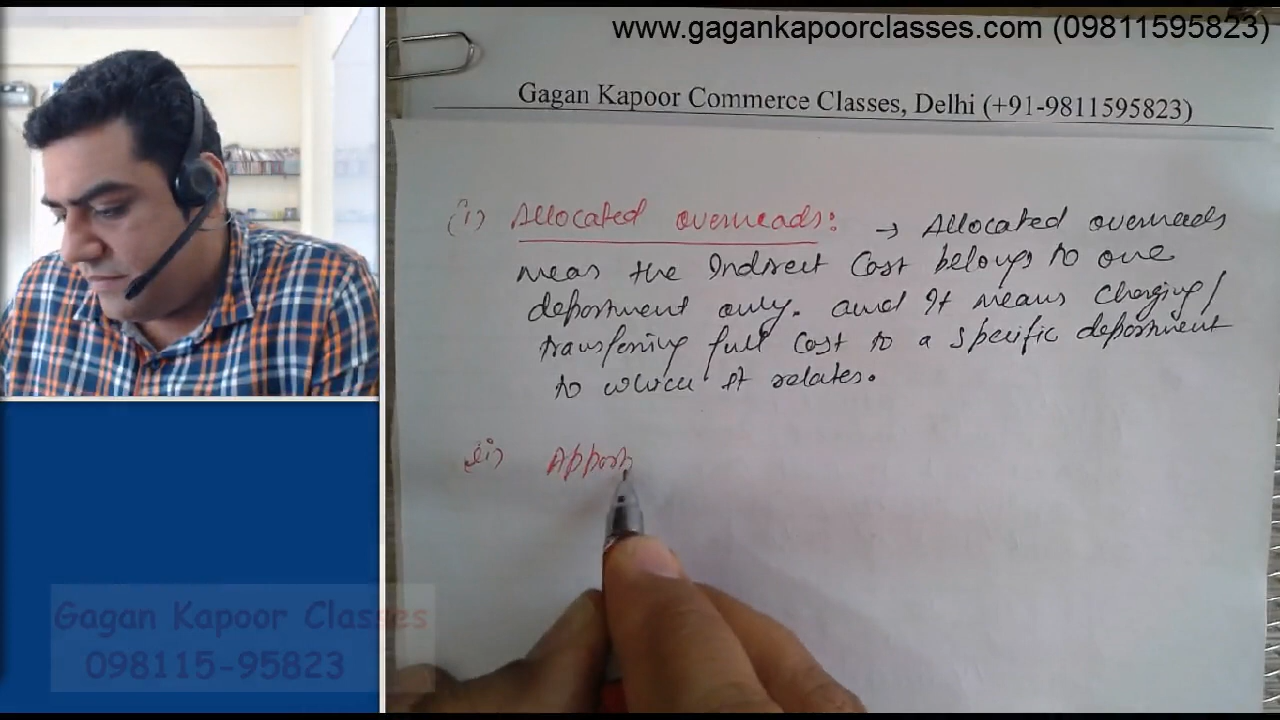 www.gagankapoorclasses.com (09811595823)
Gagan Kapoor Commerce Classes, Delhi (+91-9811595823)
(i) Allocated overheads: → Allocated overheads
meas the Indirect Cost belongs to one
department only. and It means Charging/
transferring full Cost to a specific department
to which it relates.
(ii) Apport
Gagan Kapoor Classes
098115-95823